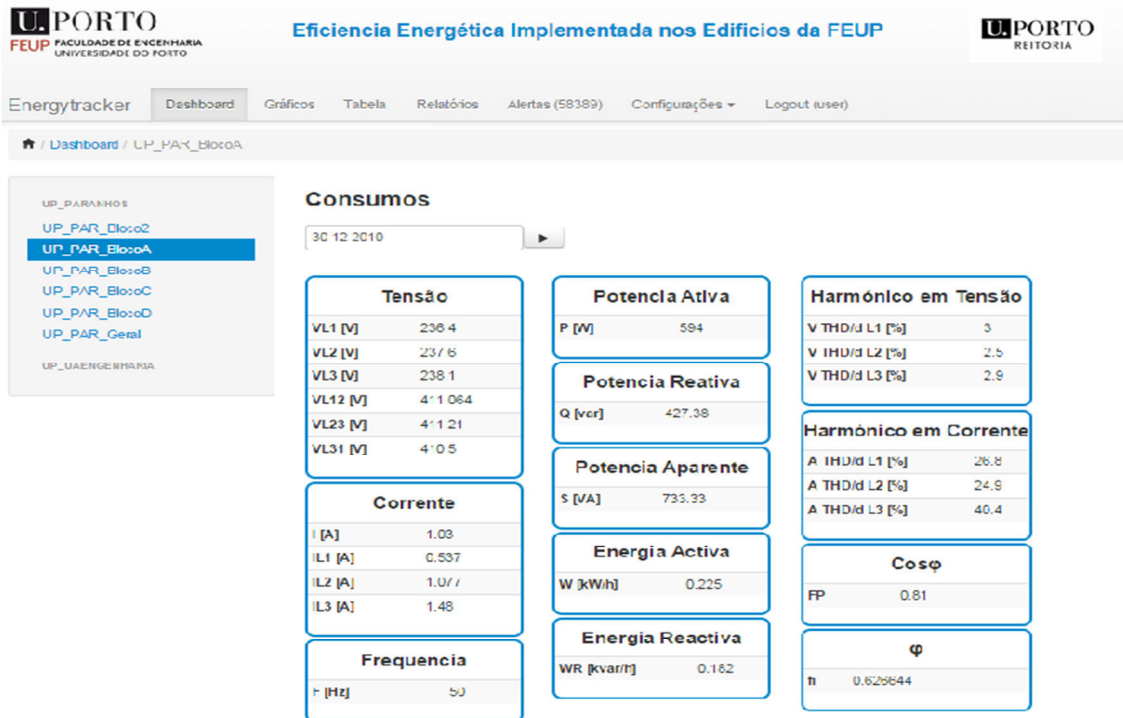 U.PORTO
FEUP FACULDADE DE ENGENHARIA
UNIVERSIDADE DO PORTO
Eficiencia Energética Implementada nos Edificios da FEUP
U.PORTO
REITORIA
Energytracker Dashboard Gráficos Tabela Relatórios Alertas (58389) Configurações Logout (user)
/ Dashboard / UP_PAR_BlocoA
UP_PARANHOS
UP_PAR_Bloco2
UP_PAR_BlocoA
UP_PAR_BlocoB
UP_PAR_BlocoC
UP_PAR_BlocoD
UP_PAR_Geral
Consumos
30 12 2010
Tensão
VL1 [V] 236.4
VL2 [V] 237.6
VL3 [V] 238.1
VL12 [V] 411.064
VL23 [V] 411.21
VL31 [V] 410.5
Corrente
I [A] 1.03
IL1 [A] 0.537
IL2 [A] 1.077
IL3 [A] 1.48
Frequencia
F [Hz] 50
Potencia Ativa
P [W] 594
Potencia Reativa
Q [var] 427.38
Potencia Aparente
S [VA] 733.33
Energia Activa
W [kW/h] 0.225
Energia Reactiva
WR [kvar/h] 0.162
Harmónico em Tensão
V THD/d L1 [%] 3
V THD/d L2 [%] 2.5
V THD/d L3 [%] 2.9
Harmónico em Corrente
A THD/d L1 [%] 26.8
A THD/d L2 [%] 24.9
A THD/d L3 [%] 40.4
Cosφ
FP 0.81
φ
fi 0.626644